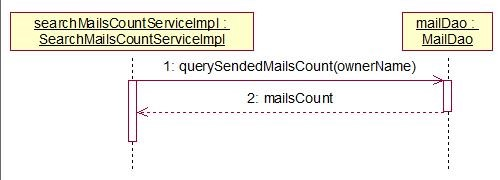 searchMailsCountServiceImpl :
SearchMailsCountServiceImpl
mailDao :
MailDao
1: querySendedMailsCount(ownerName)
2: mailsCount